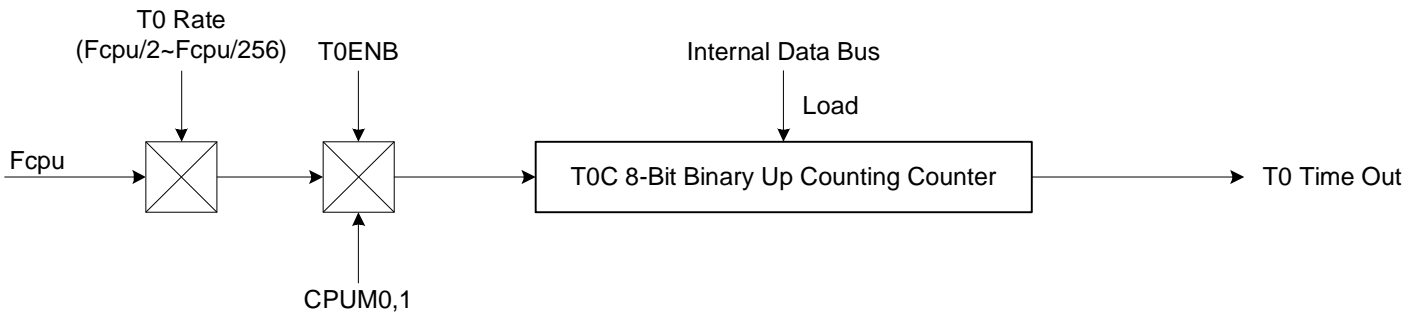 T0 Rate
(Fcpu/2~Fcpu/256)
T0ENB
Internal Data Bus
Load
Fcpu
T0C 8-Bit Binary Up Counting Counter
T0 Time Out
CPUM0,1